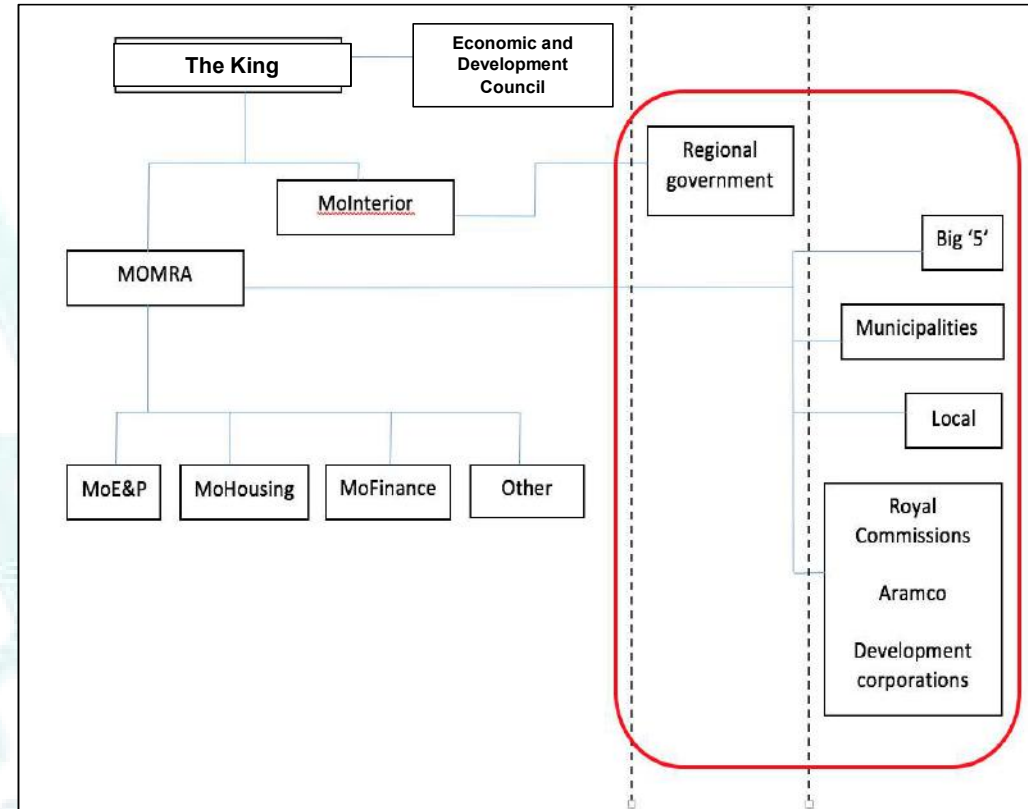 The King
Economic and
Development
Council
Regional
government
MoInterior
Big ‘5‘
MOMRA
Municipalities
Local
MoE&P
MoHousing
MoFinance
Other
Royal
Commissions
Aramco
Development
corporations